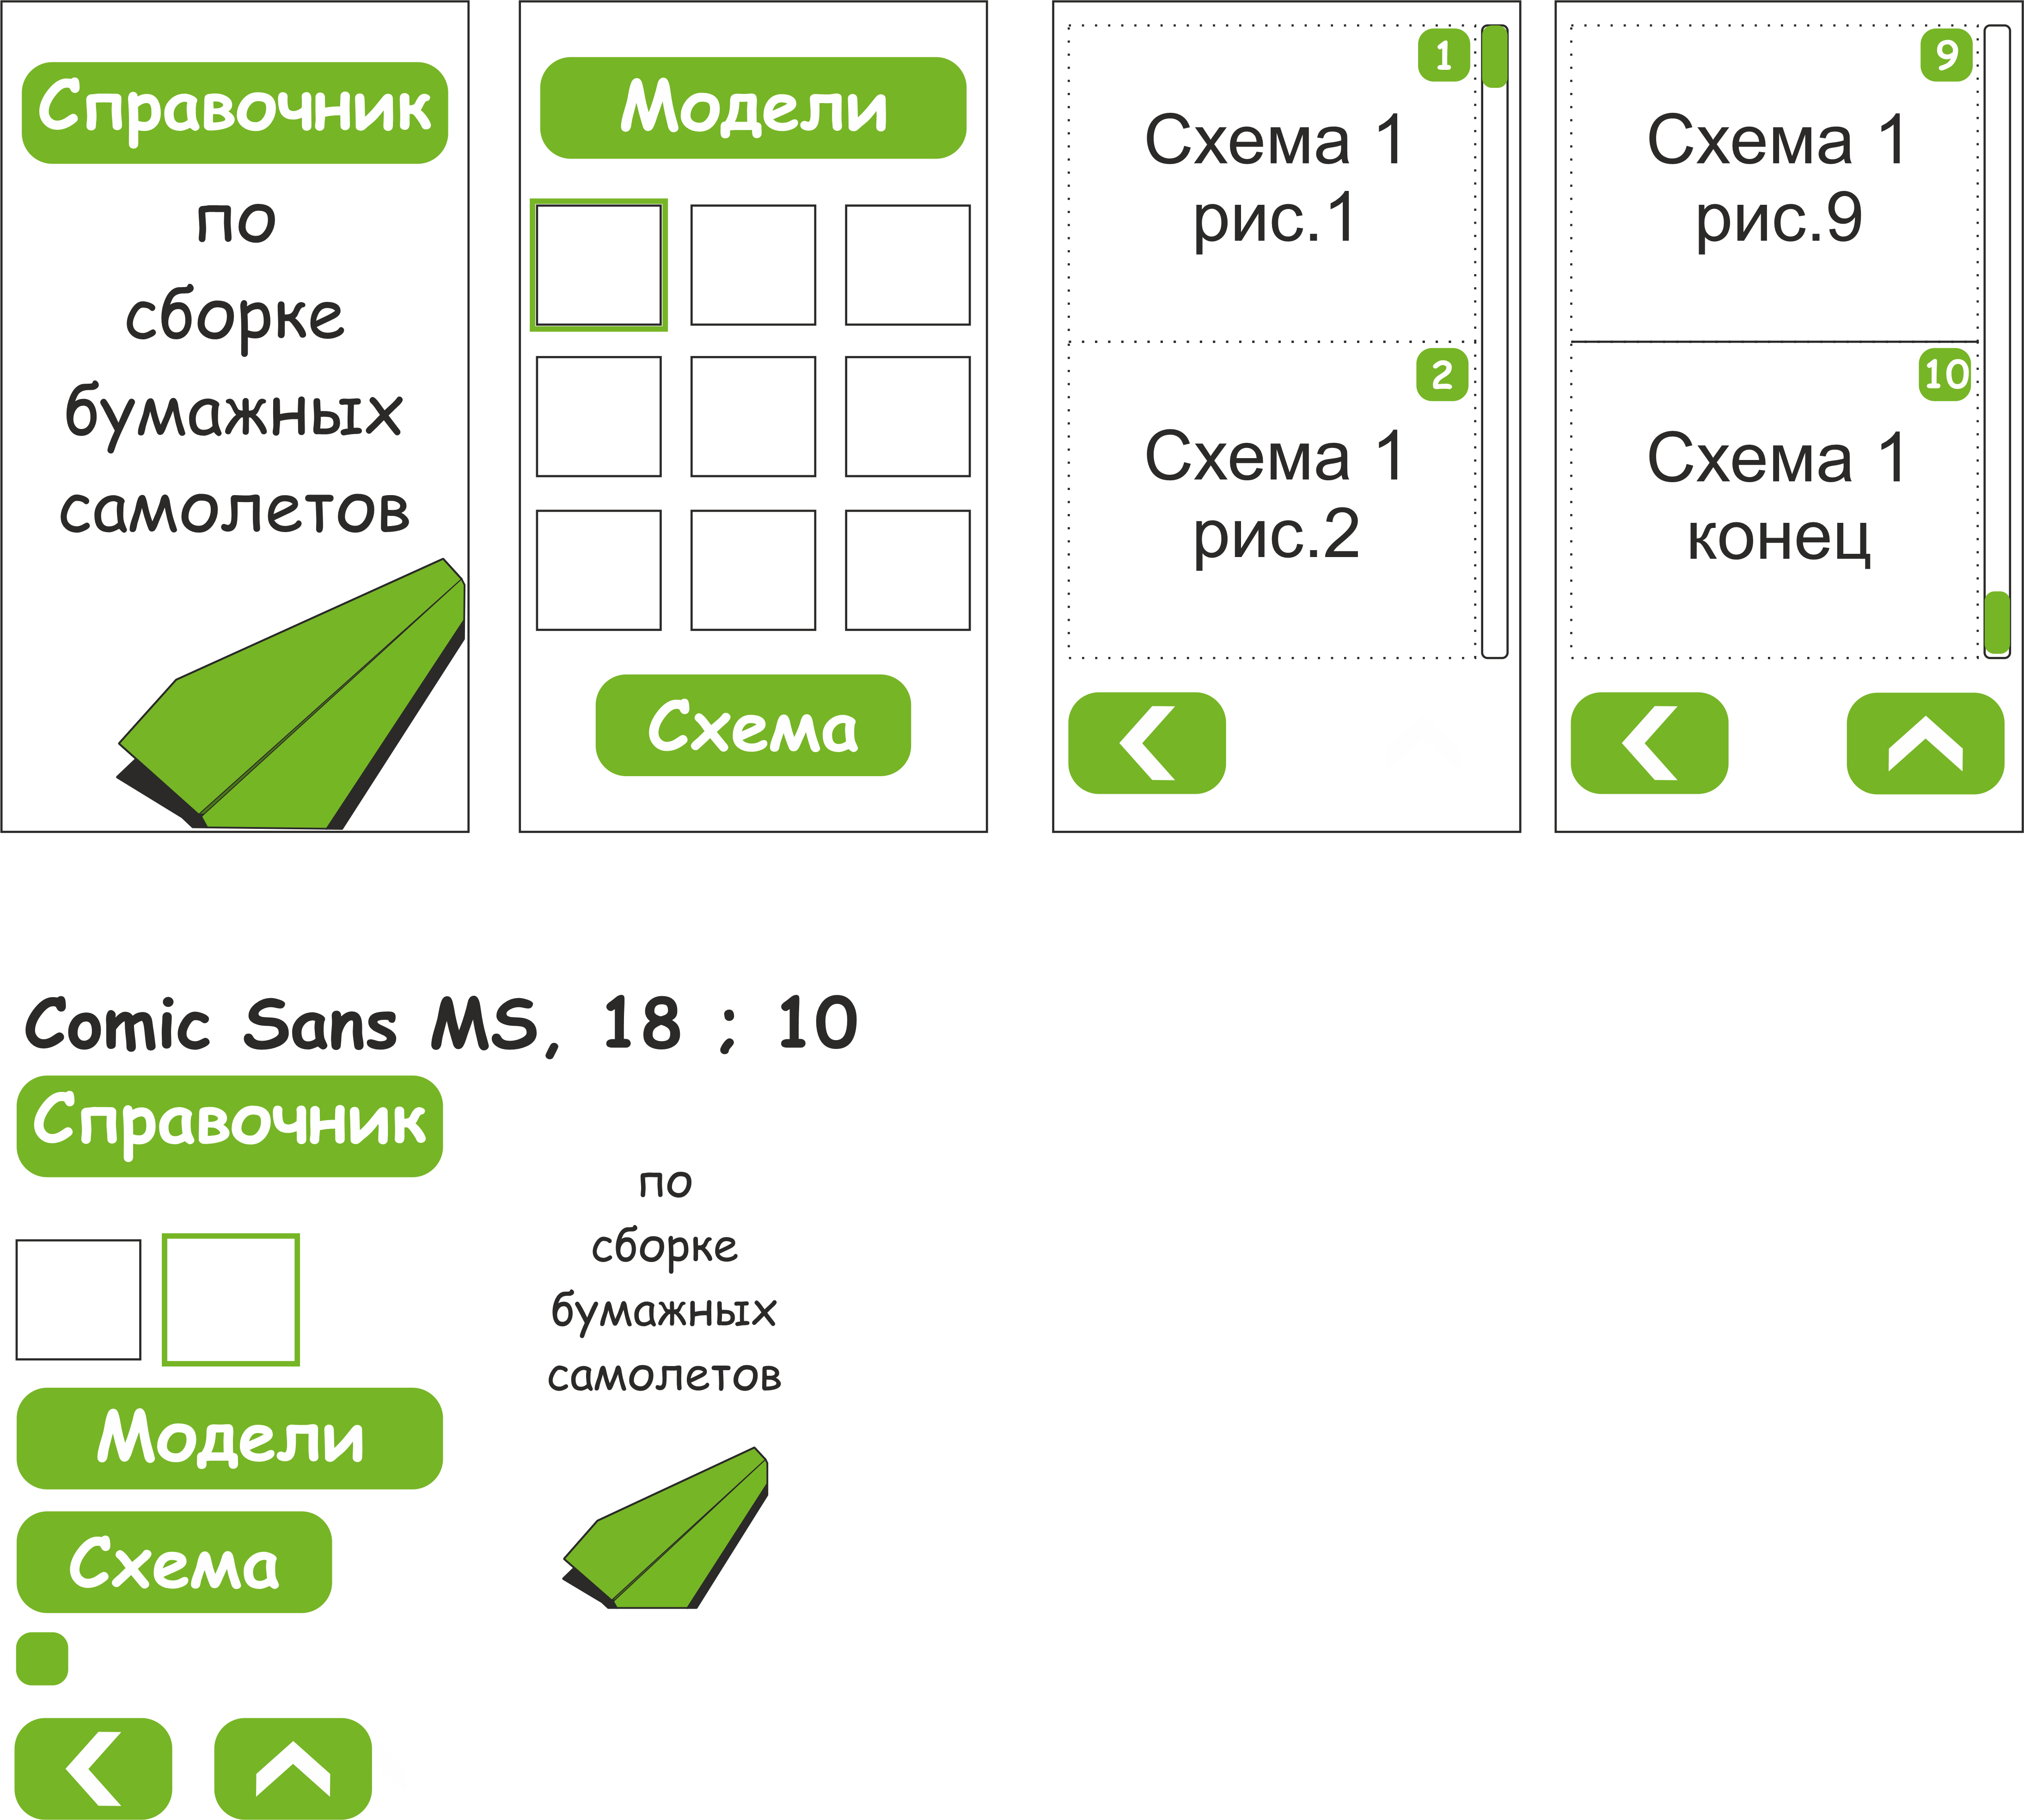 Справочник
по
сборке
бумажных
самолетов
Модели
Схема
1
Схема 1
рис.1
2
Схема 1
рис.2
9
Схема 1
рис.9
10
Схема 1
конец
Comic Sans MS, 18 ; 10
Справочник
по
сборке
бумажных
самолетов
Модели
Схема